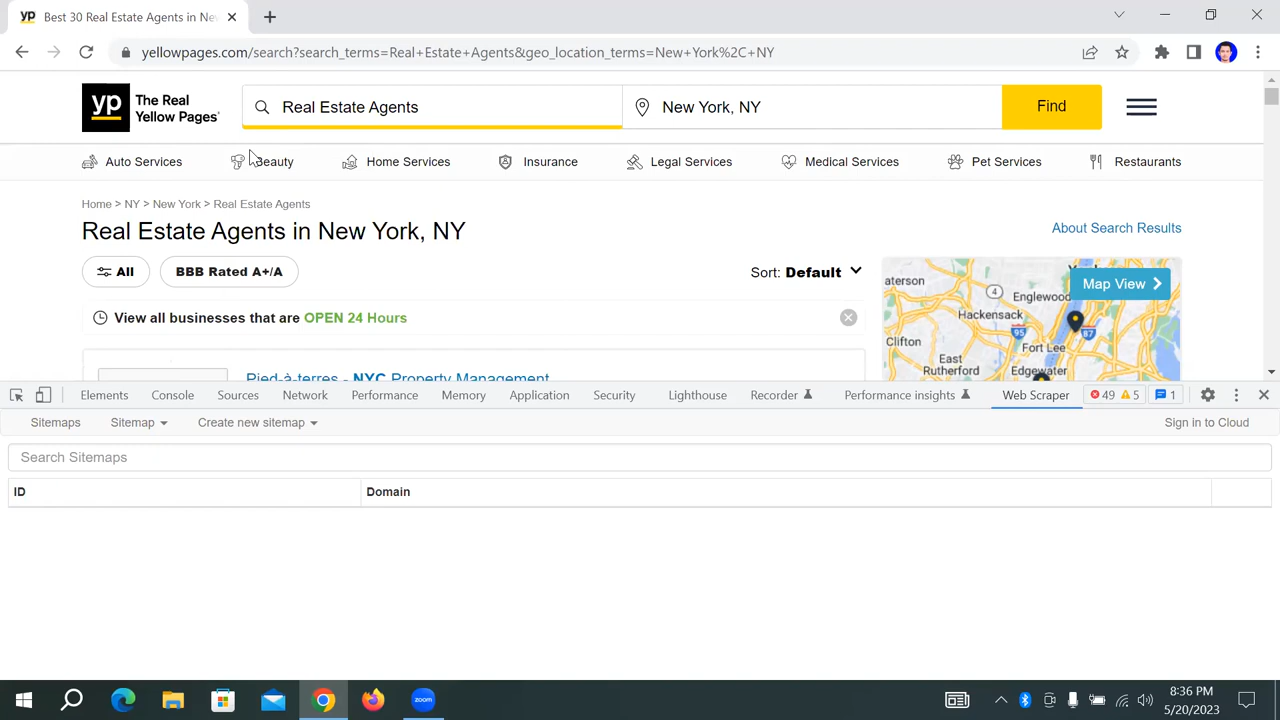 Best 30 Real Estate Agents in Ne
yellowpages.com/search?search_terms=Real+Estate+Agents&geo_location_terms=New+York%2C+NY
yp The Real Yellow Pages®
Real Estate Agents
New York, NY
Find
Auto Services
Beauty
Home Services
Insurance
Legal Services
Medical Services
Pet Services
Restaurants
Home > NY > New York > Real Estate Agents
Real Estate Agents in New York, NY
About Search Results
All
BBB Rated A+/A
Sort: Default
View all businesses that are OPEN 24 Hours
Map View
aterson
4
Englewood
Hackensack
95
87
Clifton
Fort Lee
East Rutherford
Edgewater
Pied-à-terres - NYC Property Management
Elements
Console
Sources
Network
Performance
Memory
Application
Security
Lighthouse
Recorder
Performance insights
Web Scraper
49
5
1
Sitemaps
Sitemap
Create new sitemap
Sign in to Cloud
Search Sitemaps
ID
Domain
zoom
8:36 PM
5/20/2023